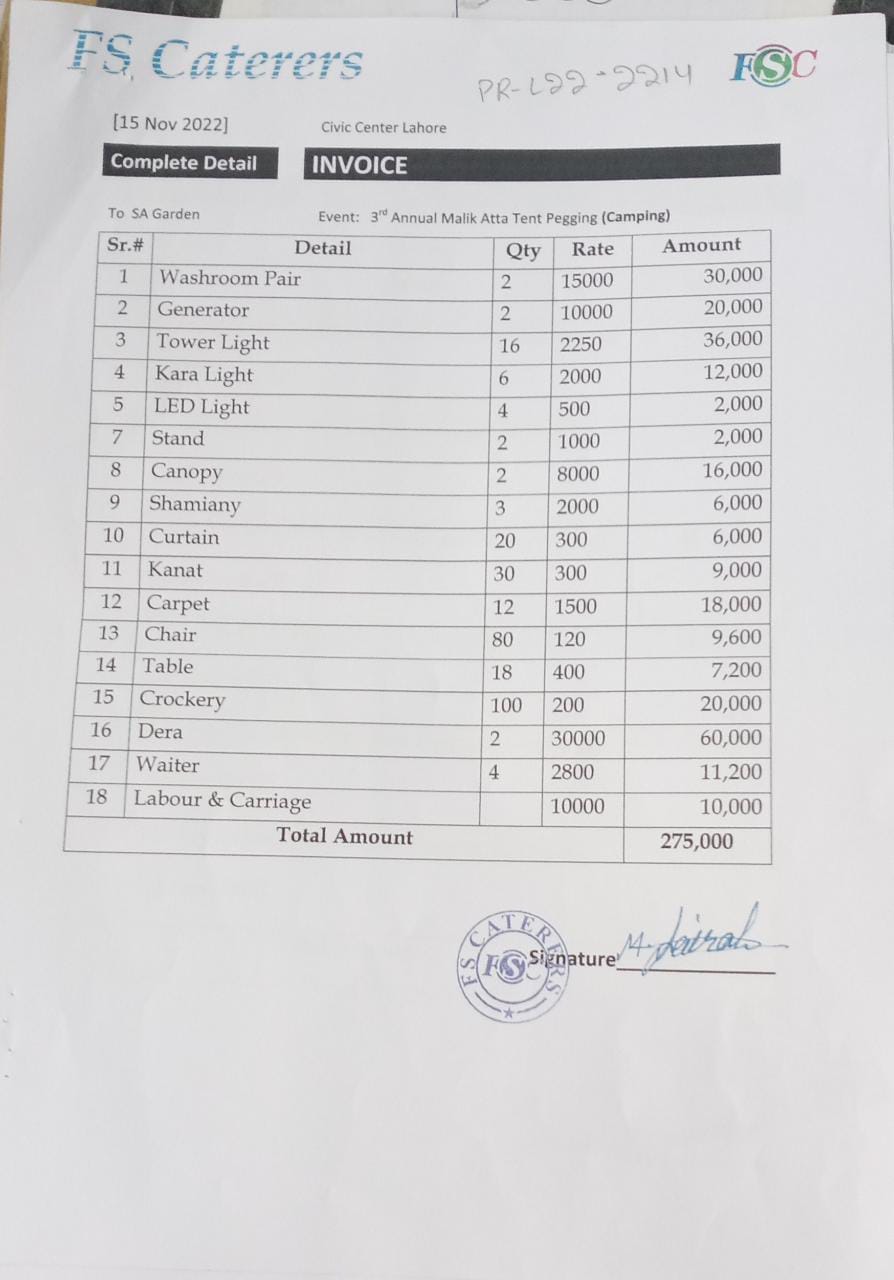 FS Caterers
PR-L22-2214
FSC
[15 Nov 2022] Civic Center Lahore
Complete Detail INVOICE
To SA Garden Event: 3rd Annual Malik Atta Tent Pegging (Camping)
Sr.# Detail Qty Rate Amount
1 Washroom Pair 2 15000 30,000
2 Generator 2 10000 20,000
3 Tower Light 16 2250 36,000
4 Kara Light 6 2000 12,000
5 LED Light 4 500 2,000
7 Stand 2 1000 2,000
8 Canopy 2 8000 16,000
9 Shamiany 3 2000 6,000
10 Curtain 20 300 6,000
11 Kanat 30 300 9,000
12 Carpet 12 1500 18,000
13 Chair 80 120 9,600
14 Table 18 400 7,200
15 Crockery 100 200 20,000
16 Dera 2 30000 60,000
17 Waiter 4 2800 11,200
18 Labour & Carriage 10000 10,000
Total Amount 275,000
FS CATERERS
FSC
Signature